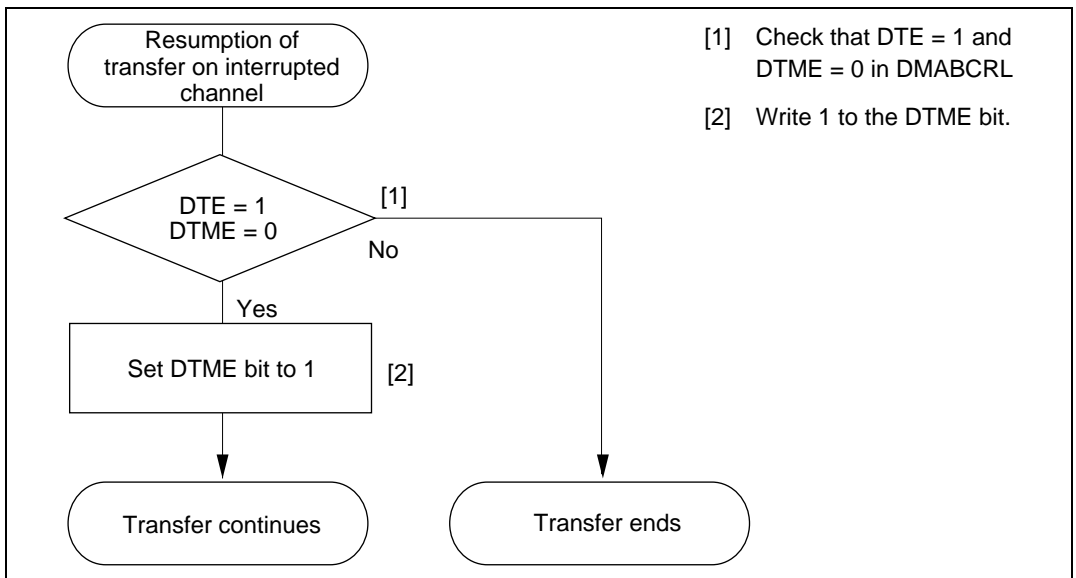 Resumption of
transfer on interrupted
channel
[1] Check that DTE = 1 and
DTME = 0 in DMABCRL
[2] Write 1 to the DTME bit.
DTE = 1
DTME = 0
[1]
No
Yes
Set DTME bit to 1
[2]
Transfer continues
Transfer ends